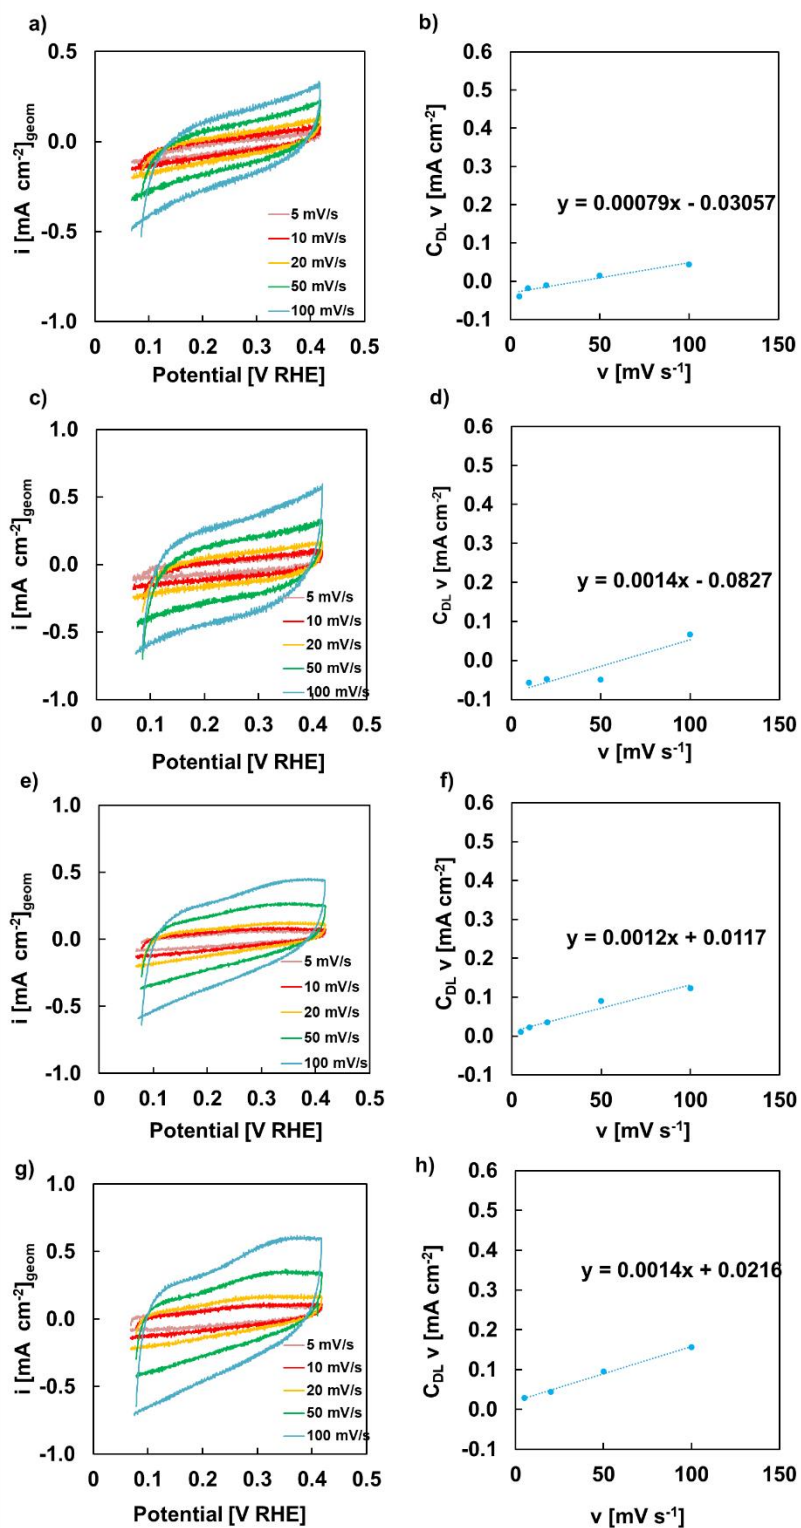 a)
0.5
0.0
-0.5
-1.0
i [mA cm-2]geom
5 mV/s
10 mV/s
20 mV/s
50 mV/s
100 mV/s
0 0.1 0.2 0.3 0.4 0.5
Potential [V RHE]
b)
0.6
0.5
0.4
0.3
0.2
0.1
0.0
-0.1
CDL v [mA cm-2]
y = 0.00079x - 0.03057
0 50 100 150
v [mV s-1]
c)
1.0
0.5
0.0
-0.5
-1.0
i [mA cm-2]geom
5 mV/s
10 mV/s
20 mV/s
50 mV/s
100 mV/s
0 0.1 0.2 0.3 0.4 0.5
Potential [V RHE]
d)
0.6
0.5
0.4
0.3
0.2
0.1
0.0
-0.1
CDL v [mA cm-2]
y = 0.0014x - 0.0827
0 50 100 150
v [mV s-1]
e)
1.0
0.5
0.0
-0.5
-1.0
i [mA cm-2]geom
5 mV/s
10 mV/s
20 mV/s
50 mV/s
100 mV/s
0 0.1 0.2 0.3 0.4 0.5
Potential [V RHE]
f)
0.6
0.5
0.4
0.3
0.2
0.1
0.0
-0.1
CDL v [mA cm-2]
y = 0.0012x + 0.0117
0 50 100 150
v [mV s-1]
g)
1.0
0.5
0.0
-0.5
-1.0
i [mA cm-2]geom
5 mV/s
10 mV/s
20 mV/s
50 mV/s
100 mV/s
0 0.1 0.2 0.3 0.4 0.5
Potential [V RHE]
h)
0.6
0.5
0.4
0.3
0.2
0.1
0.0
-0.1
CDL v [mA cm-2]
y = 0.0014x + 0.0216
0 50 100 150
v [mV s-1]